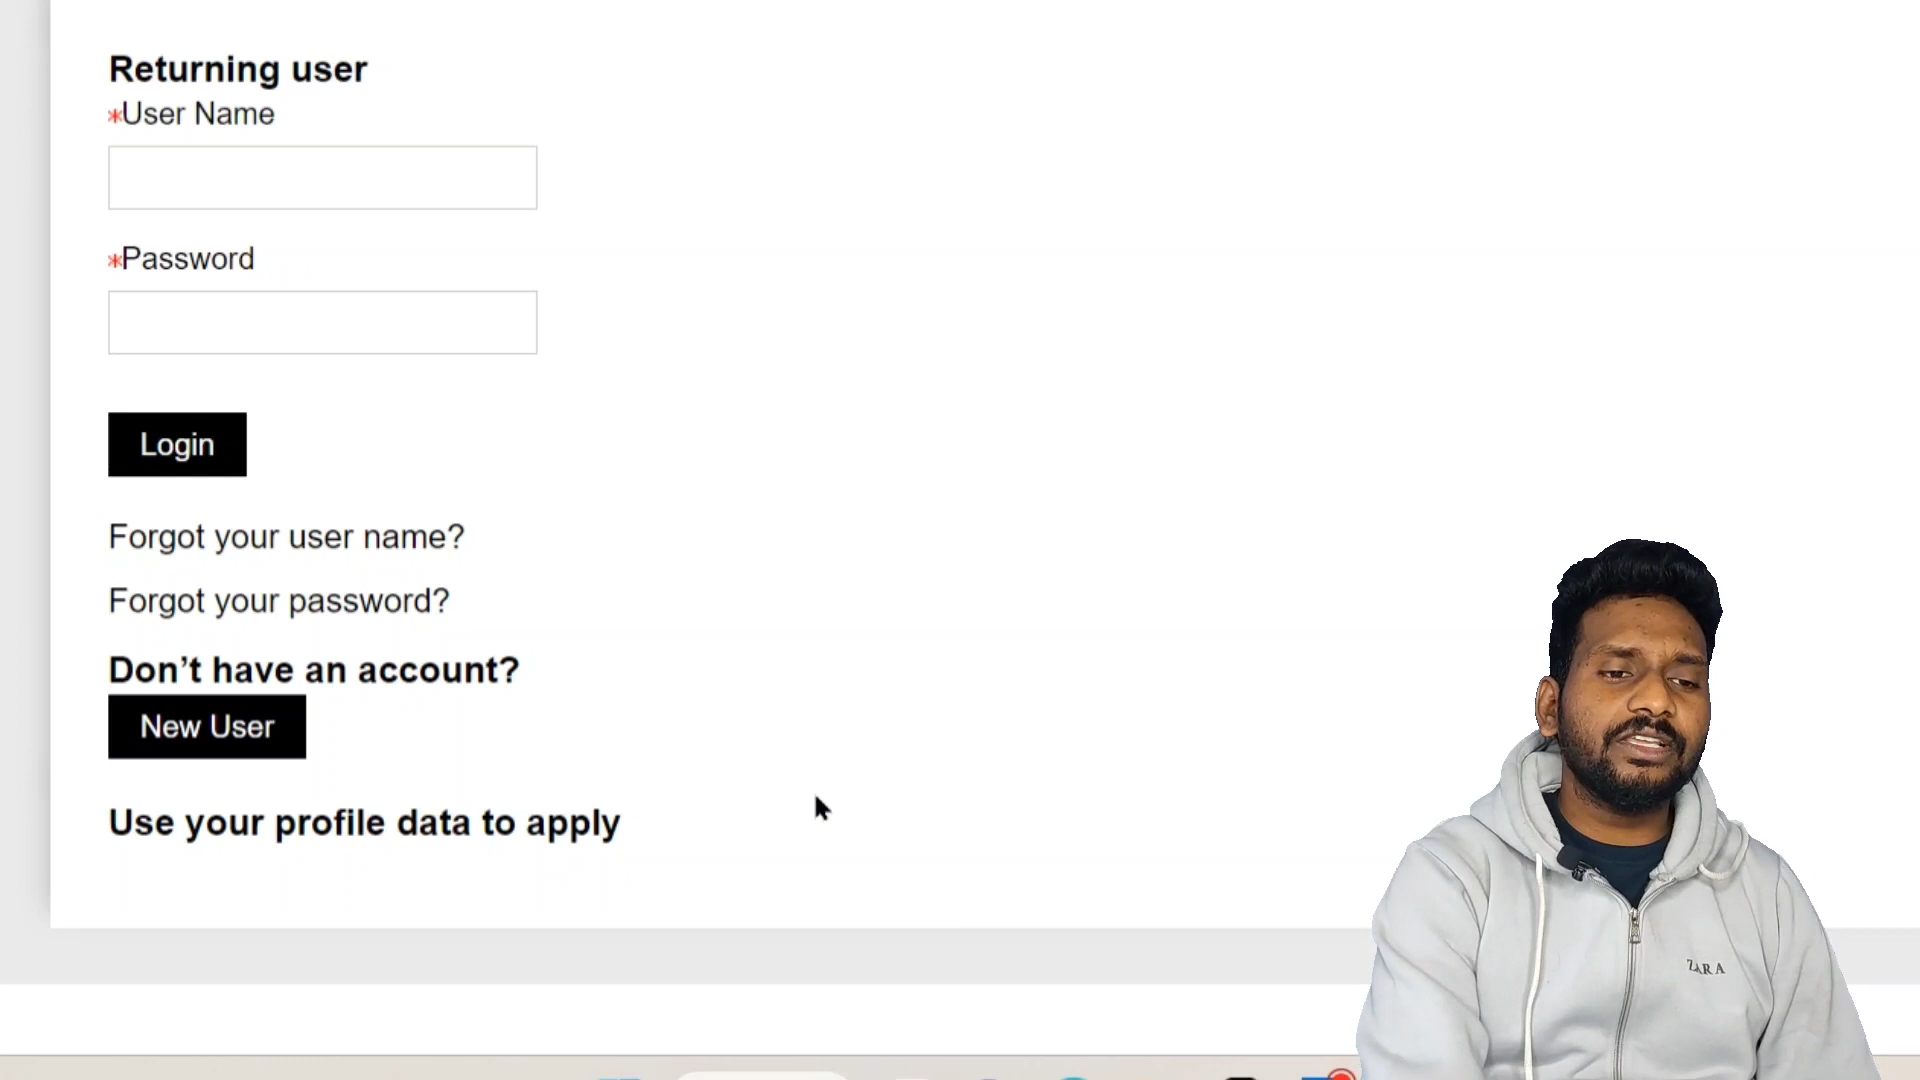 Returning user
*User Name
*Password
Login
Forgot your user name?
Forgot your password?
Don’t have an account?
New User
Use your profile data to apply
ZARA